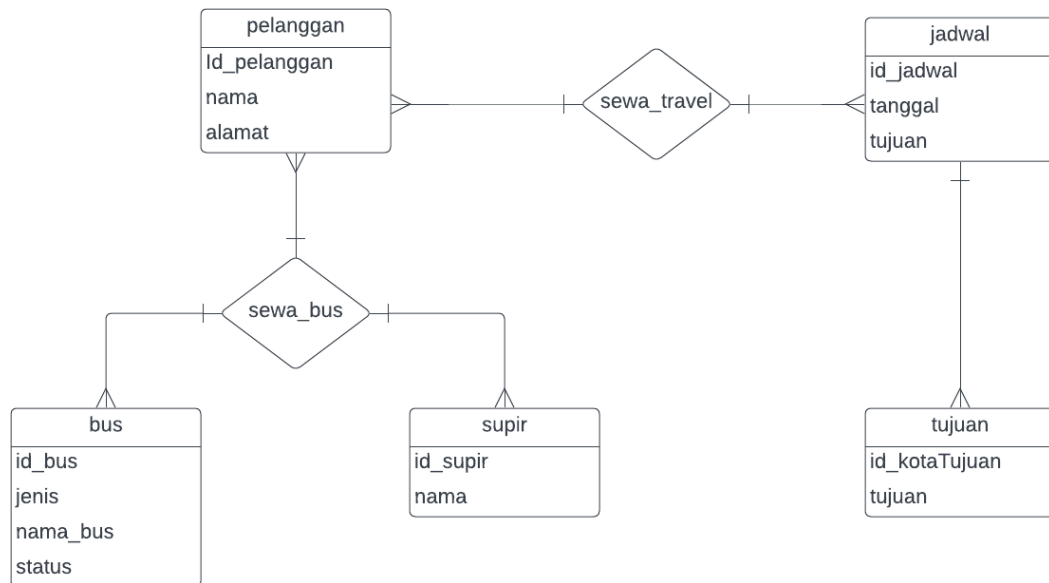 pelanggan
Id_pelanggan
nama
alamat
sewa_travel
jadwal
id_jadwal
tanggal
tujuan
sewa_bus
bus
id_bus
jenis
nama_bus
status
supir
id_supir
nama
tujuan
id_kotaTujuan
tujuan